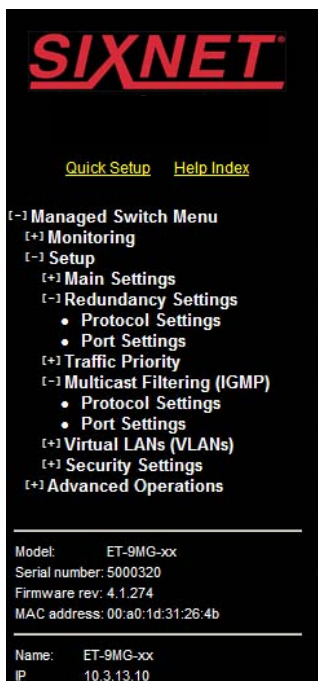 SIXNET
Quick Setup Help Index
[-] Managed Switch Menu
[+] Monitoring
[-] Setup
[+] Main Settings
[-] Redundancy Settings
• Protocol Settings
• Port Settings
[+] Traffic Priority
[-] Multicast Filtering (IGMP)
• Protocol Settings
• Port Settings
[+] Virtual LANs (VLANs)
[+] Security Settings
[+] Advanced Operations
Model: ET-9MG-xx
Serial number: 5000320
Firmware rev: 4.1.274
MAC address: 00:a0:1d:31:26:4b
Name: ET-9MG-xx
IP 10.3.13.10